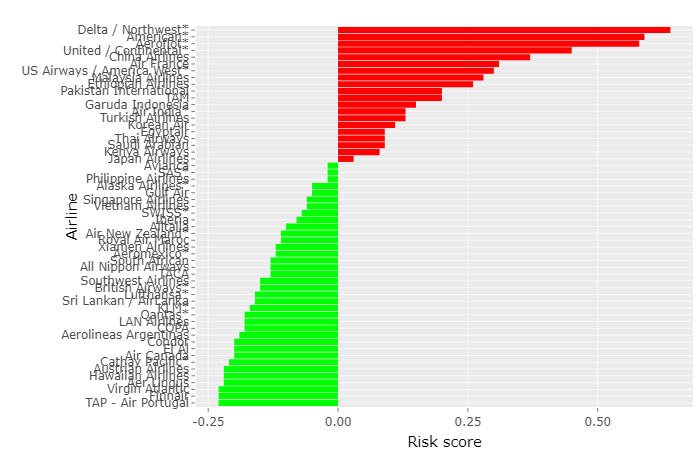 Delta / Northwest*
American*
Aeroflot*
United / Continental*
China Airlines
Air France
US Airways / America West*
Malaysia Airlines
Ethiopian Airlines
Pakistan International
TAM
Garuda Indonesia
Air India*
Turkish Airlines
Korean Air
Egyptair
Thai Airways
Saudi Arabian
Kenya Airways
Japan Airlines
Avianca
SAS*
Philippine Airlines
Alaska Airlines*
Gulf Air
Singapore Airlines
Vietnam Airlines
SWISS*
Iberia
Alitalia
Air New Zealand*
Royal Air Maroc
Xiamen Airlines
Aeromexico*
South African
All Nippon Airways
TACA
Southwest Airlines
British Airways*
Lufthansa*
Sri Lankan / AirLanka
KLM*
Qantas*
LAN Airlines
COPA
Aerolineas Argentinas
Condor
El Al
Air Canada
Cathay Pacific*
Austrian Airlines
Hawaiian Airlines
Aer Lingus
Virgin Atlantic
Finnair
TAP - Air Portugal
Airline
-0.25 0.00 0.25 0.50
Risk score